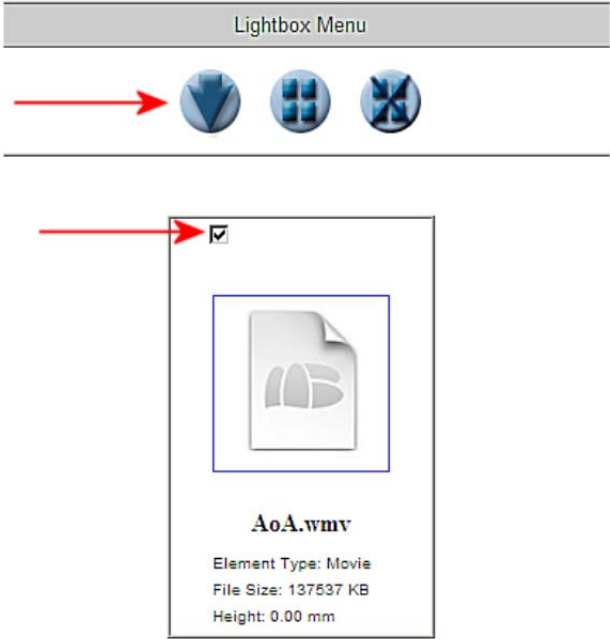 Lightbox Menu
AoA.wmv
Element Type: Movie
File Size: 137537 KB
Height: 0.00 mm